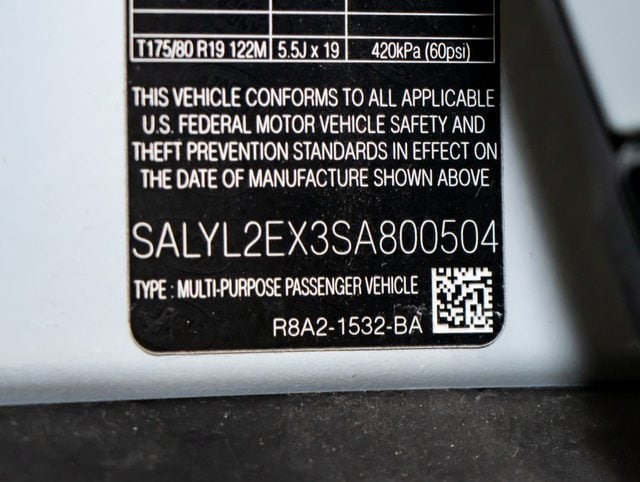 T175/80 R19 122M 5.5J x 19 420kPa (60psi)
THIS VEHICLE CONFORMS TO ALL APPLICABLE
U.S. FEDERAL MOTOR VEHICLE SAFETY AND
THEFT PREVENTION STANDARDS IN EFFECT ON
THE DATE OF MANUFACTURE SHOWN ABOVE
SALYL2EX3SA800504
TYPE : MULTI-PURPOSE PASSENGER VEHICLE
R8A2-1532-BA